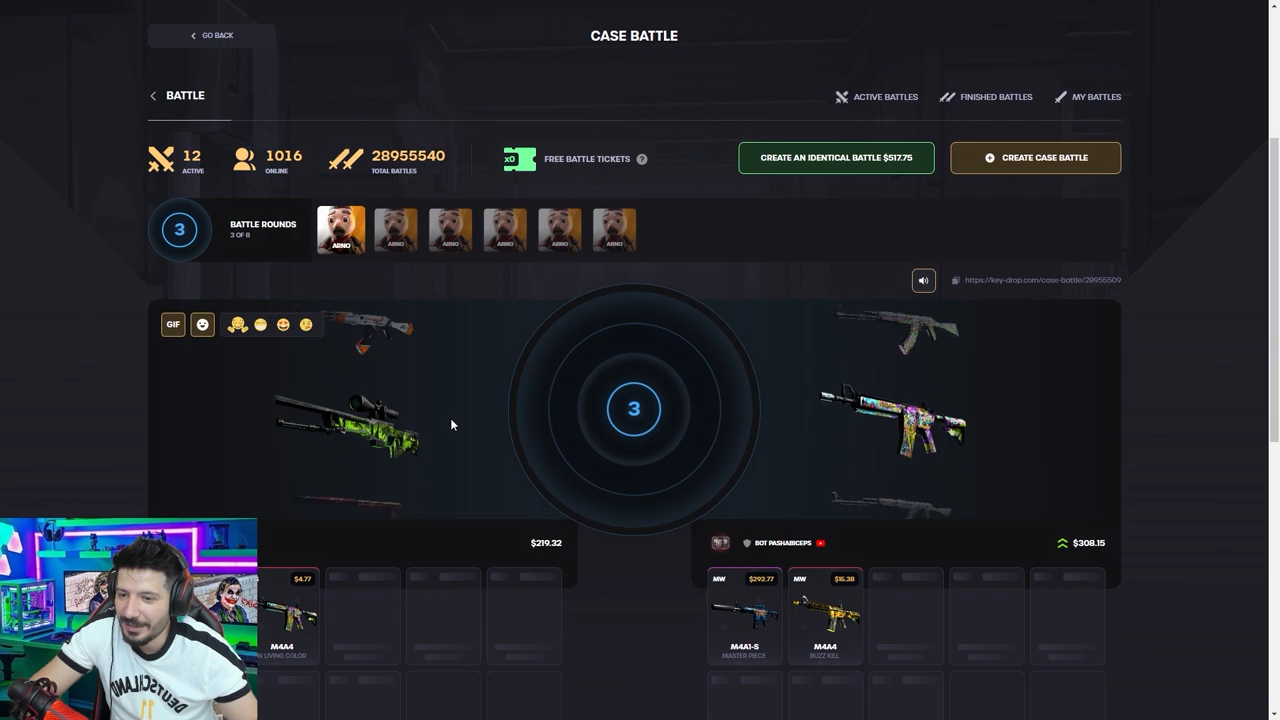 GO BACK
CASE BATTLE
BATTLE
ACTIVE BATTLES
FINISHED BATTLES
MY BATTLES
12
ACTIVE
1016
ONLINE
28955540
TOTAL BATTLES
x0
FREE BATTLE TICKETS ?
CREATE AN IDENTICAL BATTLE $517.75
CREATE CASE BATTLE
3
BATTLE ROUNDS
3 OF 8
ARNO
ARNO
ARNO
ARNO
ARNO
ARNO
https://key-drop.com/case-battle/28955509
GIF
3
$219.32
BOT PASHABICEPS
$308.15
$4.77
M4A4
N LIVING COLOR
MW
$292.77
M4A1-S
MASTER PIECE
MW
$15.38
M4A4
BUZZ KILL
DEUTSCHLAND
11